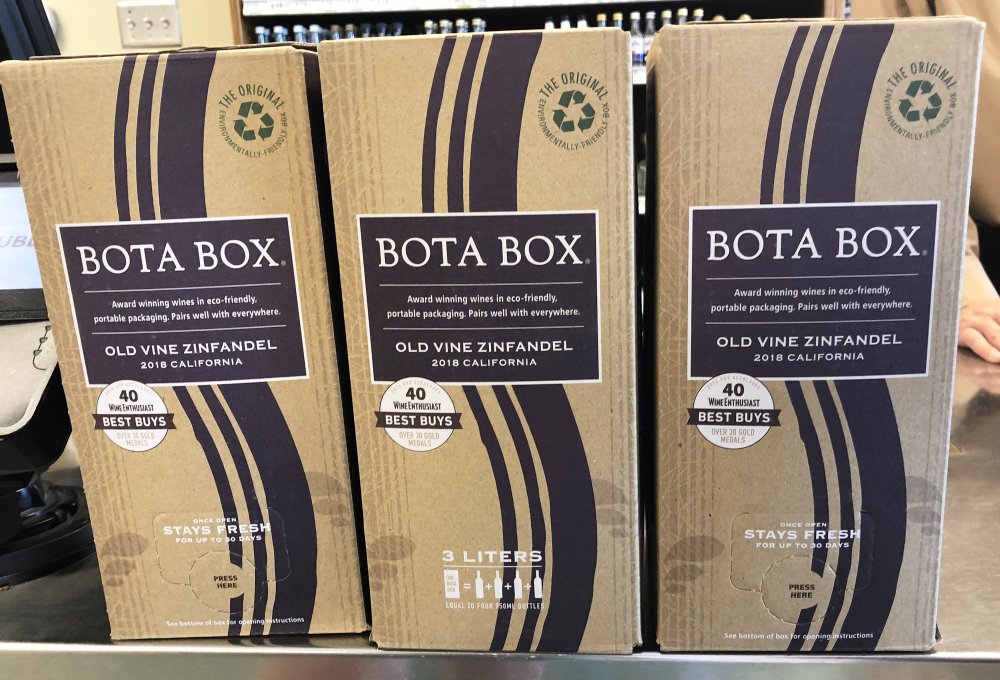 THE ORIGINAL
ENVIRONMENTALLY-FRIENDLY BOX
BOTA BOX®
Award winning wines in eco-friendly,
portable packaging. Pairs well with everywhere.
OLD VINE ZINFANDEL
2018 CALIFORNIA
40
WINE ENTHUSIAST
BEST BUYS
OVER 30 GOLD
MEDALS
ONCE OPEN
STAYS FRESH
FOR UP TO 30 DAYS
PRESS
HERE
See bottom of box for opening instructions
THE ORIGINAL
ENVIRONMENTALLY-FRIENDLY BOX
BOTA BOX®
Award winning wines in eco-friendly,
portable packaging. Pairs well with everywhere.
OLD VINE ZINFANDEL
2018 CALIFORNIA
40
WINE ENTHUSIAST
BEST BUYS
OVER 30 GOLD
MEDALS
3 LITERS
ONE
BOTA
BOX
= + + +
EQUAL TO FOUR 750ML BOTTLES
THE ORIGINAL
ENVIRONMENTALLY-FRIENDLY BOX
BOTA BOX®
Award winning wines in eco-friendly,
portable packaging. Pairs well with everywhere.
OLD VINE ZINFANDEL
2018 CALIFORNIA
40
WINE ENTHUSIAST
BEST BUYS
OVER 30 GOLD
MEDALS
ONCE OPEN
STAYS FRESH
FOR UP TO 30 DAYS
PRESS
HERE
See bottom of box for opening instructions